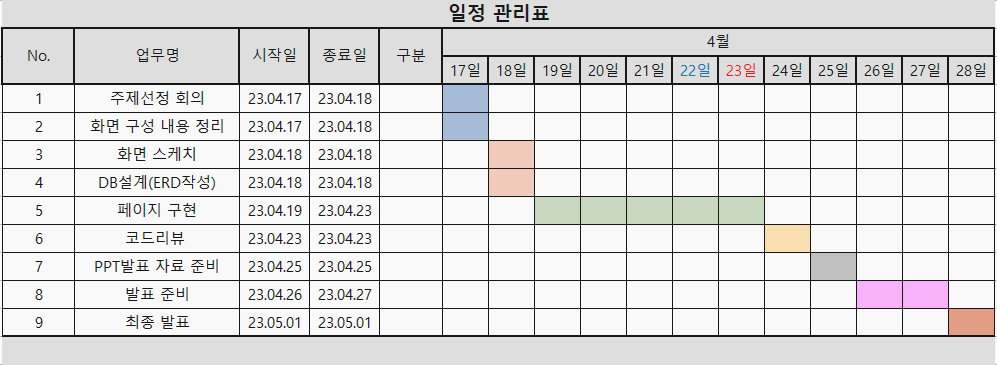 일정 관리표
No. 업무명 시작일 종료일 구분 4월
17일 18일 19일 20일 21일 22일 23일 24일 25일 26일 27일 28일
1 주제선정 회의 23.04.17 23.04.18
2 화면 구성 내용 정리 23.04.17 23.04.18
3 화면 스케치 23.04.18 23.04.18
4 DB설계(ERD작성) 23.04.18 23.04.18
5 페이지 구현 23.04.19 23.04.23
6 코드리뷰 23.04.23 23.04.23
7 PPT발표 자료 준비 23.04.25 23.04.25
8 발표 준비 23.04.26 23.04.27
9 최종 발표 23.05.01 23.05.01